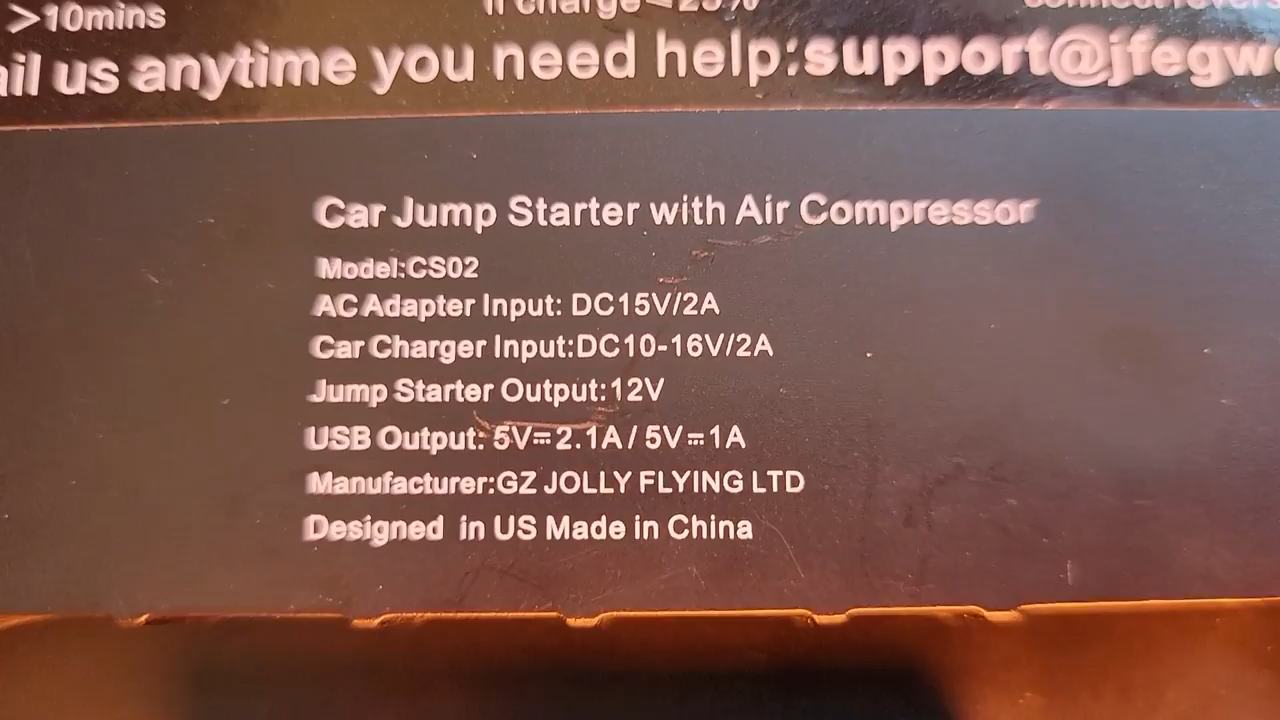 >10mins
us anytime you need help:support@jfegw
Car Jump Starter with Air Compressor
Model:CS02
AC Adapter Input: DC15V/2A
Car Charger Input:DC10-16V/2A
Jump Starter Output:12V
USB Output: 5V⎓2.1A / 5V⎓1A
Manufacturer:GZ JOLLY FLYING LTD
Designed in US Made in China